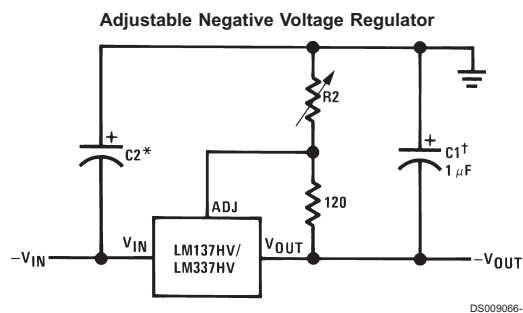 Adjustable Negative Voltage Regulator
R2
+
C2*
+
C1†
1 μF
ADJ
120
VIN
LM137HV/
LM337HV
VOUT
–VIN
–VOUT
DS009066-